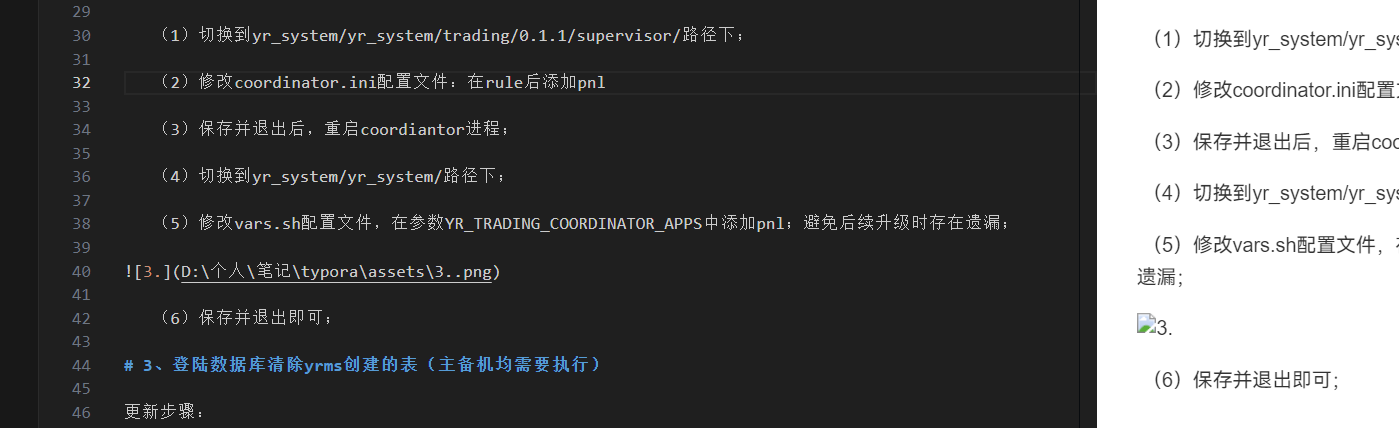 29
30 （1）切换到yr_system/yr_system/trading/0.1.1/supervisor/路径下；
31
32 （2）修改coordinator.ini配置文件：在rule后添加pnl
33
34 （3）保存并退出后，重启coordiantor进程；
35
36 （4）切换到yr_system/yr_system/路径下；
37
38 （5）修改vars.sh配置文件，在参数YR_TRADING_COORDINATOR_APPS中添加pnl；避免后续升级时存在遗漏；
39
40 ![3.](D:\个人\笔记\typora\assets\3..png)
41
42 （6）保存并退出即可；
43
44 # 3、登陆数据库清除yrms创建的表（主备机均需要执行）
45
46 更新步骤：
（1）切换到yr_system/yr_sys
（2）修改coordinator.ini配置
（3）保存并退出后，重启coo
（4）切换到yr_system/yr_sys
（5）修改vars.sh配置文件，
遗漏；
3.
（6）保存并退出即可；